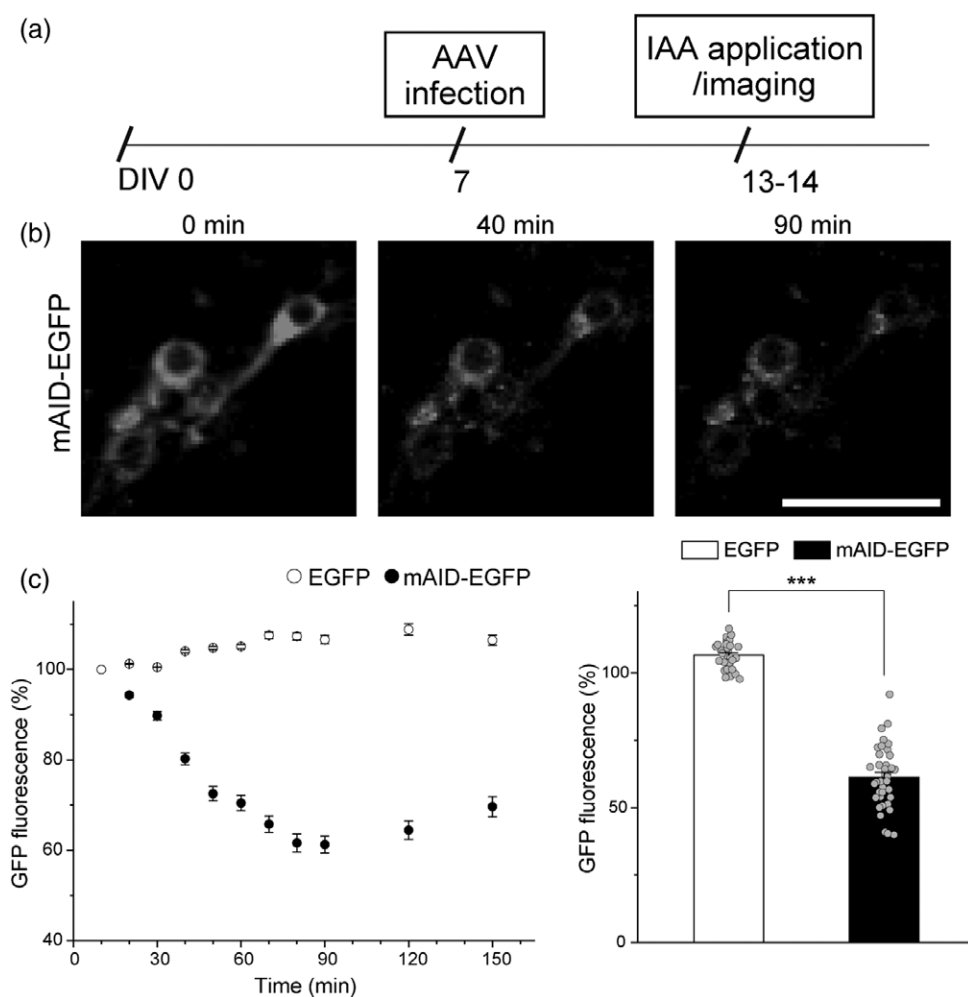 (a)
AAV
infection
IAA application
/imaging
DIV 0
7
13-14
(b)
0 min
40 min
90 min
mAID-EGFP
(c)
EGFP
mAID-EGFP
GFP fluorescence (%)
100
80
60
40
0
30
60
90
120
150
Time (min)
EGFP
mAID-EGFP
***
GFP fluorescence (%)
100
50
0